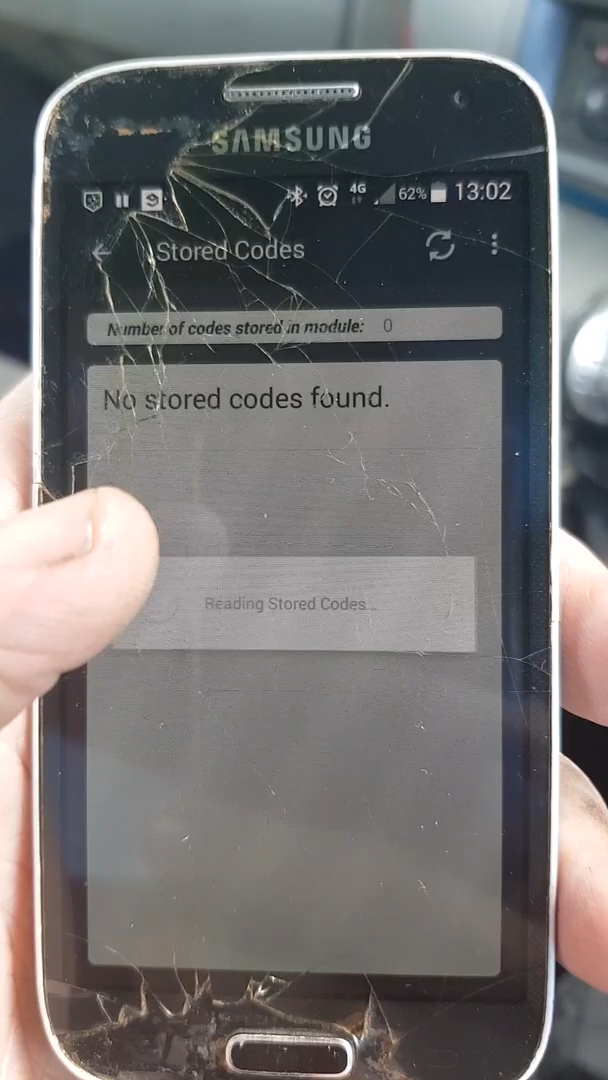 SAMSUNG
4G 62% 13:02
Stored Codes
Number of codes stored in module: 0
No stored codes found.
Reading Stored Codes...